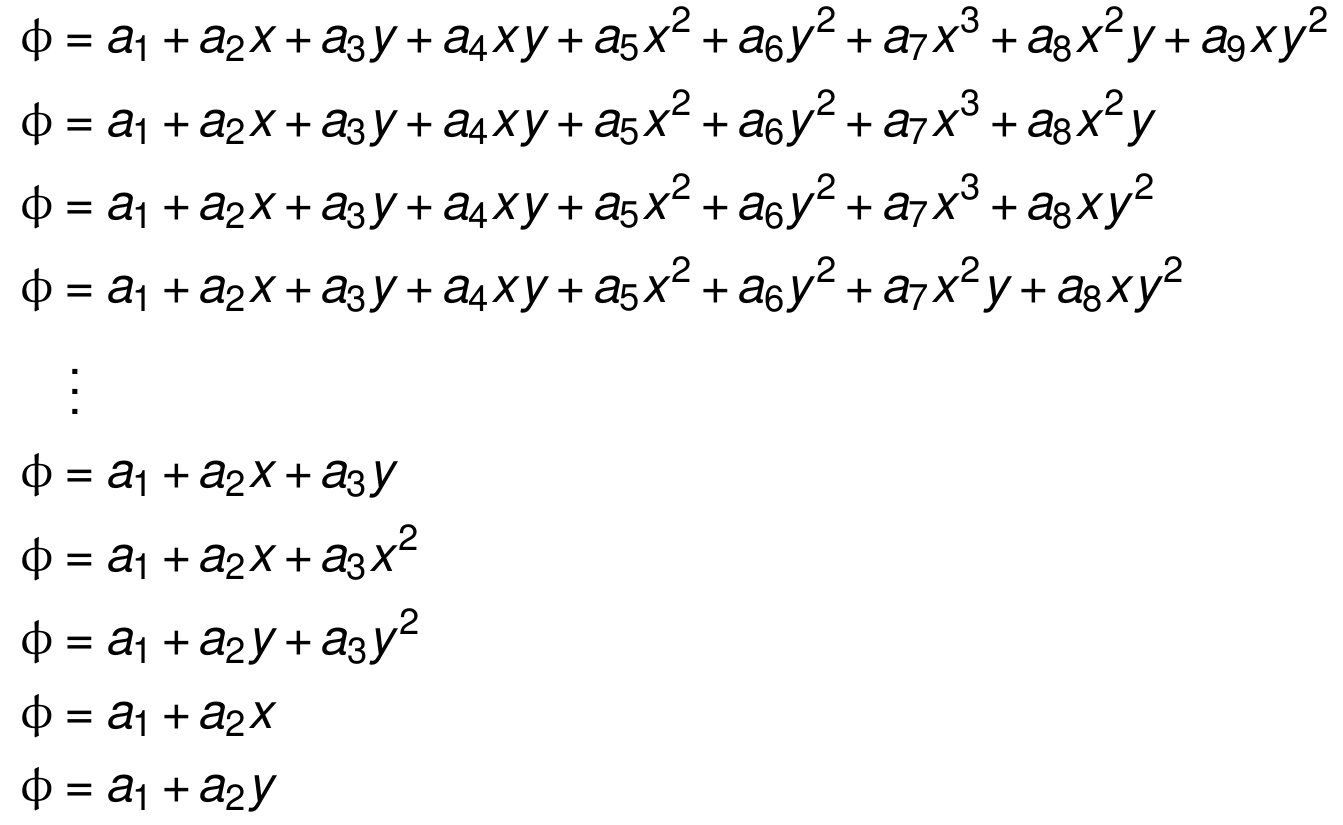 ϕ = a₁ + a₂x + a₃y + a₄xy + a₅x² + a₆y² + a₇x³ + a₈x²y + a₉xy²
ϕ = a₁ + a₂x + a₃y + a₄xy + a₅x² + a₆y² + a₇x³ + a₈x²y
ϕ = a₁ + a₂x + a₃y + a₄xy + a₅x² + a₆y² + a₇x³ + a₈xy²
ϕ = a₁ + a₂x + a₃y + a₄xy + a₅x² + a₆y² + a₇x²y + a₈xy²
⋮
ϕ = a₁ + a₂x + a₃y
ϕ = a₁ + a₂x + a₃x²
ϕ = a₁ + a₂y + a₃y²
ϕ = a₁ + a₂x
ϕ = a₁ + a₂y